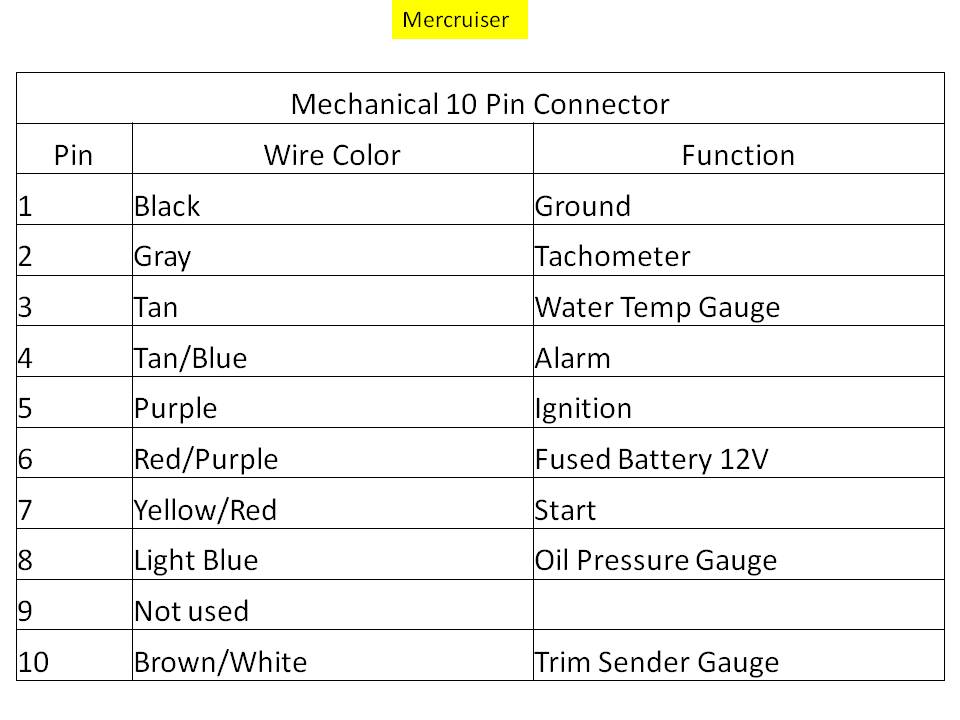 Mercruiser
Mechanical 10 Pin Connector
Pin Wire Color Function
1 Black Ground
2 Gray Tachometer
3 Tan Water Temp Gauge
4 Tan/Blue Alarm
5 Purple Ignition
6 Red/Purple Fused Battery 12V
7 Yellow/Red Start
8 Light Blue Oil Pressure Gauge
9 Not used
10 Brown/White Trim Sender Gauge